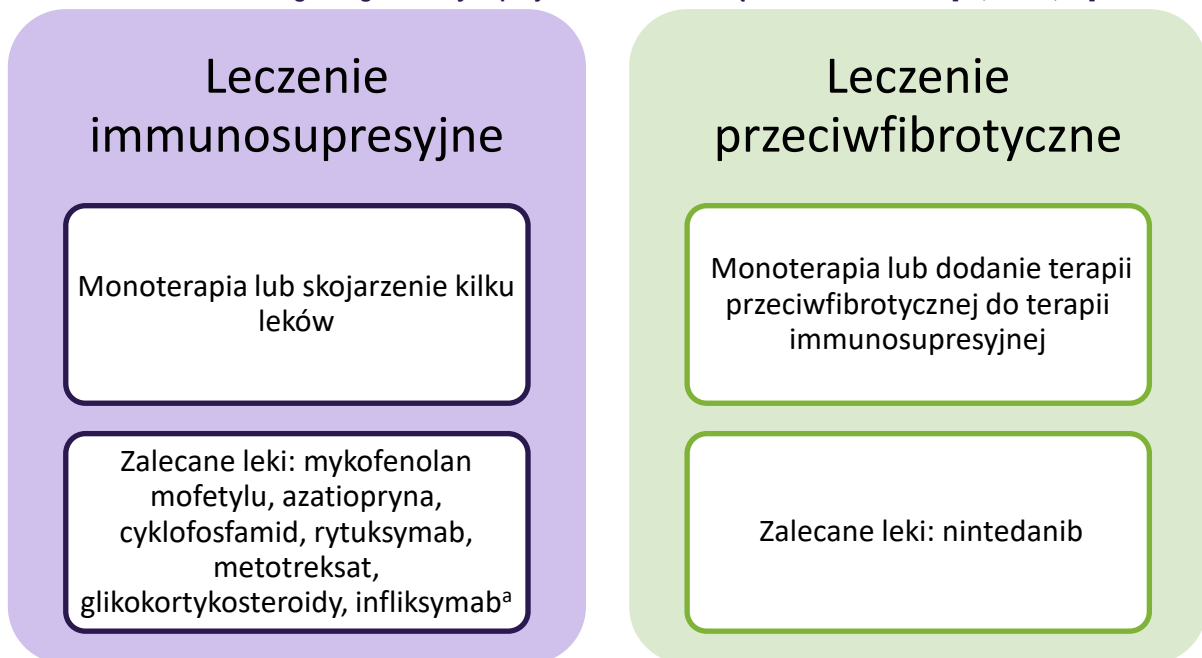 Leczenie
immunosupresyjne
Monoterapia lub skojarzenie kilku
leków
Zalecane leki: mykofenolan
mofetylu, azatiopryna,
cyklofosfamid, rytuksymab,
metotreksat,
glikokortykosteroidy, infliksymabᵃ
Leczenie
przeciwfibrotyczne
Monoterapia lub dodanie terapii
przeciwfibrotycznej do terapii
immunosupresyjnej
Zalecane leki: nintedanib